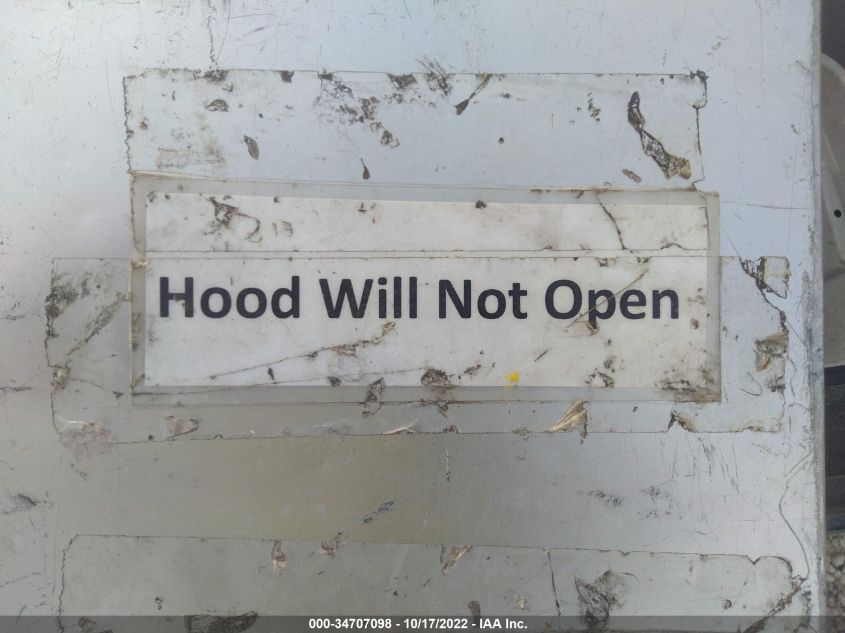 Hood Will Not Open
000-34707098 - 10/17/2022 - IAA Inc.